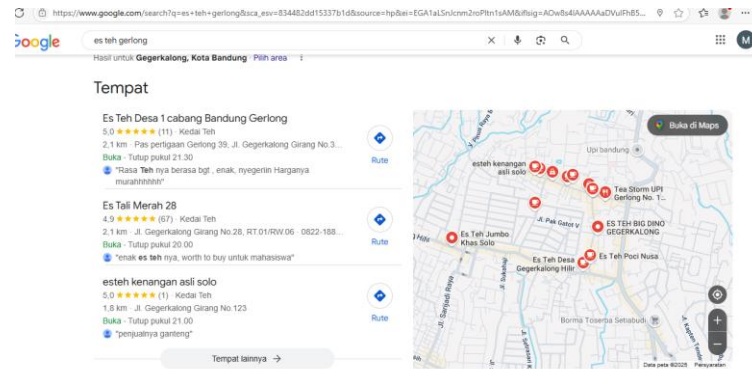 https://www.google.com/search?q=es+teh+gerlong&sca_esv=834482dd15337b1d&source=hp&ei=EGA1aLSrJcnm2roPltn1sAM&iflsig=AOw8s4IAAAAAaDVulFhB5...
Google
es teh gerlong
Hasil untuk Gegerkalong, Kota Bandung · Pilih area
Tempat
Es Teh Desa 1 cabang Bandung Gerlong
5,0 (11) · Kedai Teh
2,1 km · Pas pertigaan Gerlong 39, Jl. Gegerkalong Girang No.3...
Buka · Tutup pukul 21.30
"Rasa Teh nya berasa bgt , enak, nyegeriin Harganya murahhhhhh"
Rute
Es Tali Merah 28
4,9 (67) · Kedai Teh
2,1 km · Jl. Gegerkalong Girang No.28, RT.01/RW.06 · 0822-188...
Buka · Tutup pukul 20.00
"enak es teh nya, worth to buy untuk mahasiswa"
Rute
esteh kenangan asli solo
5,0 (1) · Kedai Teh
1,8 km · Jl. Gegerkalong Girang No.123
Buka · Tutup pukul 21.00
"penjualnya ganteng"
Rute
Tempat lainnya
Buka di Maps
Upi bandung
esteh kenangan
asli solo
Tea Storm UPI
Gerlong No. 1...
Jl. Pak Gatot V
ES TEH BIG DINO
GEGERKALONG
Es Teh Jumbo
Khas Solo
Es Teh Desa
Gegerkalong Hilir
Es Teh Poci Nusa
Jl. Sarijadi Raya
Borma Toserba Setiabudi
Data peta ©2025
Persyaratan
M